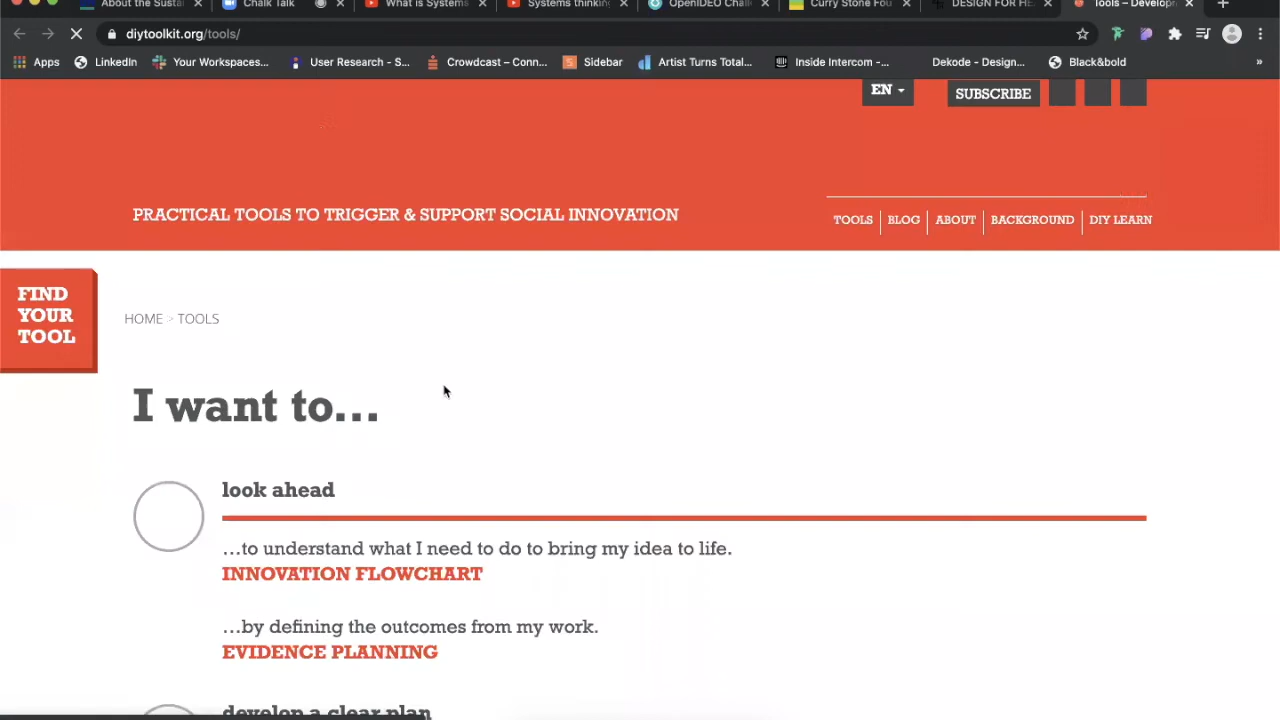 About the Susta
Chalk Talk
What is Systems
Systems thinking
OpenIDEO Chall
Curry Stone Fou
DESIGN FOR HE
Tools – Develop
diytoolkit.org/tools/
Apps
LinkedIn
Your Workspaces...
User Research - S...
Crowdcast – Conn...
Sidebar
Artist Turns Total...
Inside Intercom -...
Dekode - Design...
Black&bold
»
EN
SUBSCRIBE
PRACTICAL TOOLS TO TRIGGER & SUPPORT SOCIAL INNOVATION
TOOLS
BLOG
ABOUT
BACKGROUND
DIY LEARN
FIND
YOUR
TOOL
HOME > TOOLS
I want to...
look ahead
...to understand what I need to do to bring my idea to life.
INNOVATION FLOWCHART
...by defining the outcomes from my work.
EVIDENCE PLANNING
develop a clear plan